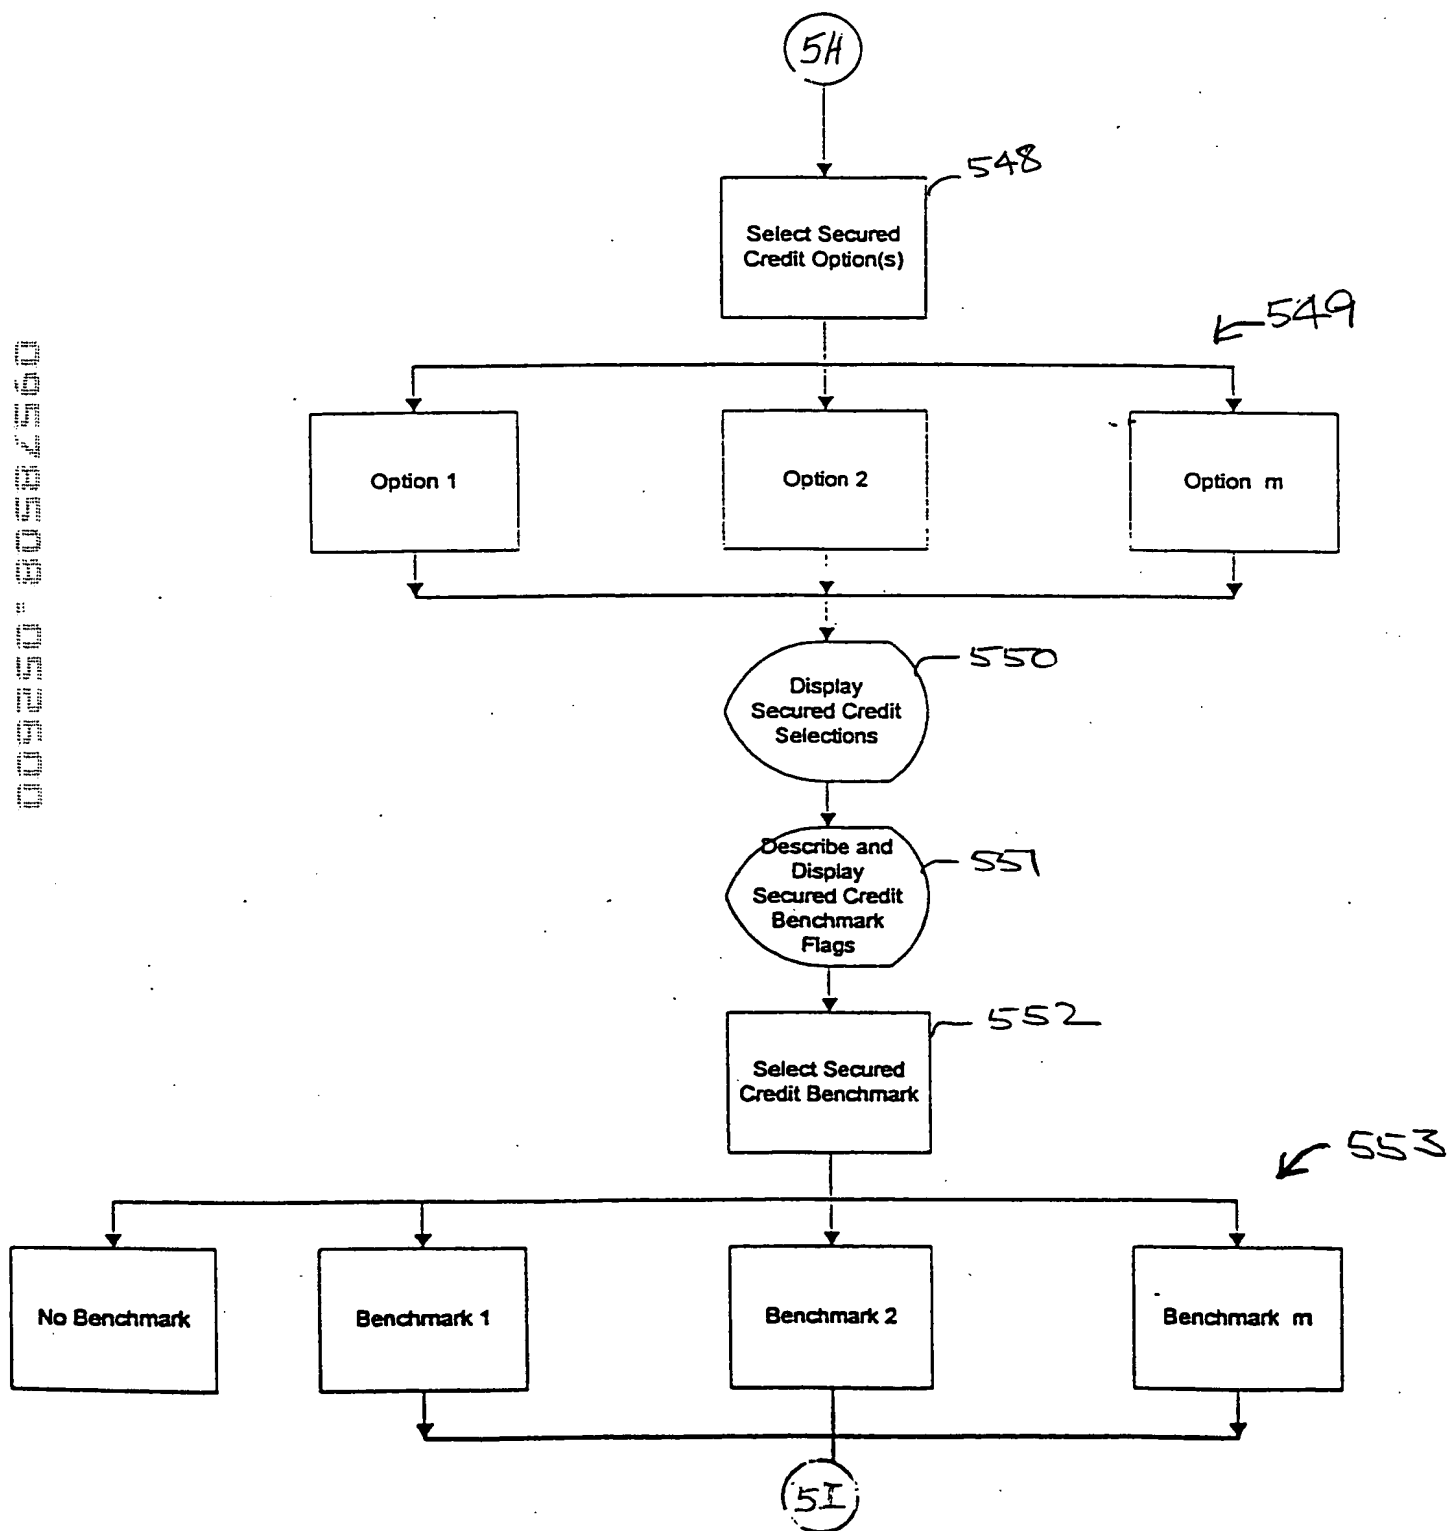 5H
548
Select Secured
Credit Option(s)
549
Option 1
Option 2
Option m
550
Display
Secured Credit
Selections
551
Describe and
Display
Secured Credit
Benchmark
Flags
552
Select Secured
Credit Benchmark
553
No Benchmark
Benchmark 1
Benchmark 2
Benchmark m
5I
09578508.052600